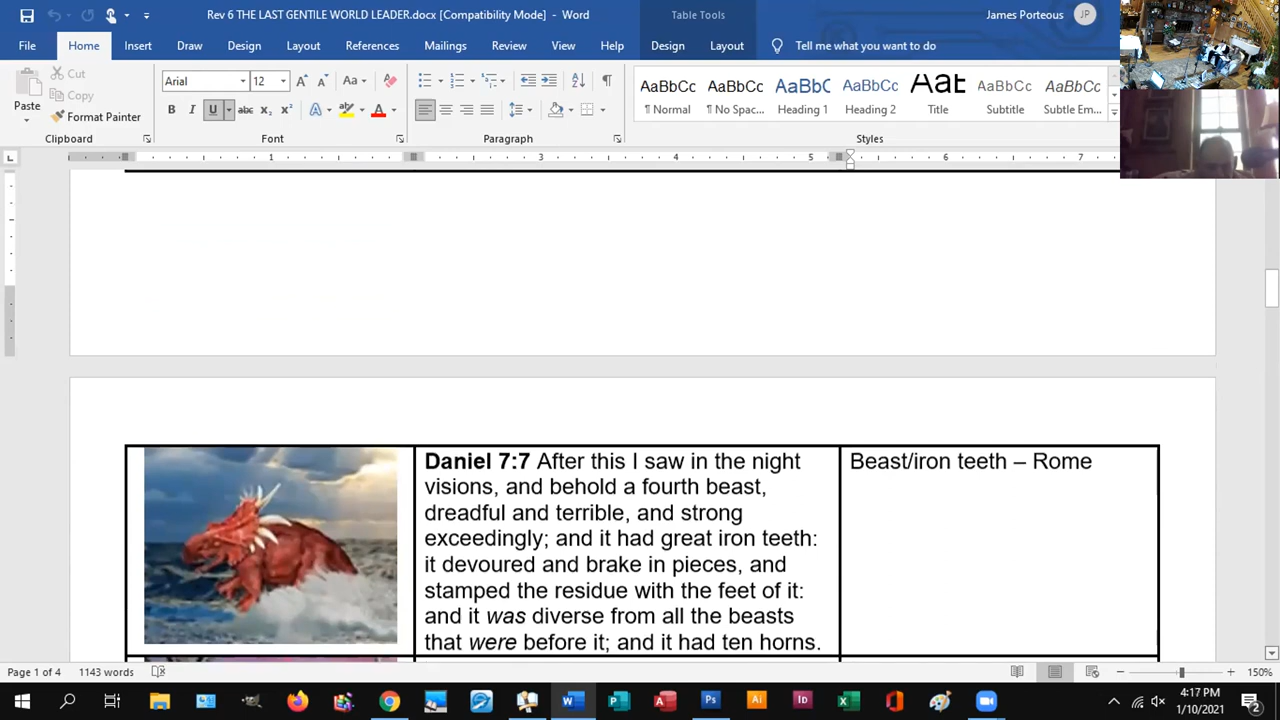 Rev 6 THE LAST GENTILE WORLD LEADER.docx [Compatibility Mode] - Word
Table Tools
James Porteous
JP
File
Home
Insert
Draw
Design
Layout
References
Mailings
Review
View
Help
Design
Layout
Tell me what you want to do
Paste
Cut
Copy
Format Painter
Clipboard
Arial
12
Font
Paragraph
AaBbCc
¶ Normal
AaBbCc
¶ No Spac...
AaBbC
Heading 1
AaBbCc
Heading 2
AaB
Title
AaBbCc
Subtitle
AaBbCc
Subtle Em...
Styles
1
3
4
5
6
7
Daniel 7:7 After this I saw in the night
visions, and behold a fourth beast,
dreadful and terrible, and strong
exceedingly; and it had great iron teeth:
it devoured and brake in pieces, and
stamped the residue with the feet of it:
and it was diverse from all the beasts
that were before it; and it had ten horns.
Beast/iron teeth – Rome
Page 1 of 4
1143 words
150%
4:17 PM
1/10/2021
2